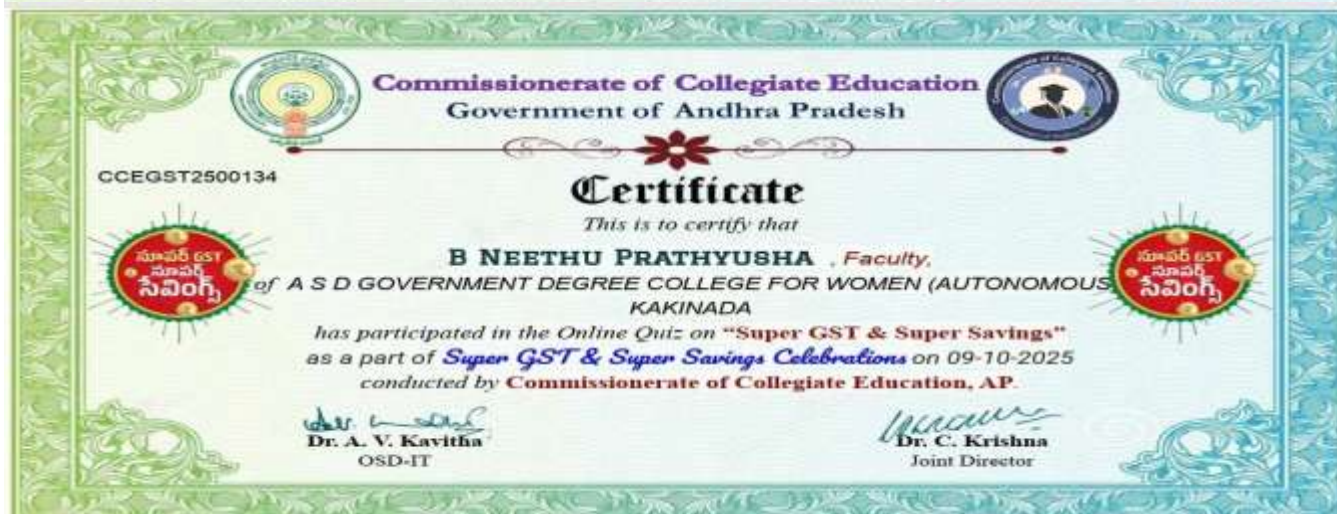 Commissionerate of Collegiate Education
Government of Andhra Pradesh
CCEGST2500134
Certificate
This is to certify that
B NEETHU PRATHYUSHA , Faculty,
of A S D GOVERNMENT DEGREE COLLEGE FOR WOMEN (AUTONOMOUS
KAKINADA
has participated in the Online Quiz on “Super GST & Super Savings”
as a part of Super GST & Super Savings Celebrations on 09-10-2025
conducted by Commissionerate of Collegiate Education, AP.
సూపర్ GST
సూపర్
సేవింగ్స్
సూపర్ GST
సూపర్
సేవింగ్స్
Dr. A. V. Kavitha
OSD-IT
Dr. C. Krishna
Joint Director